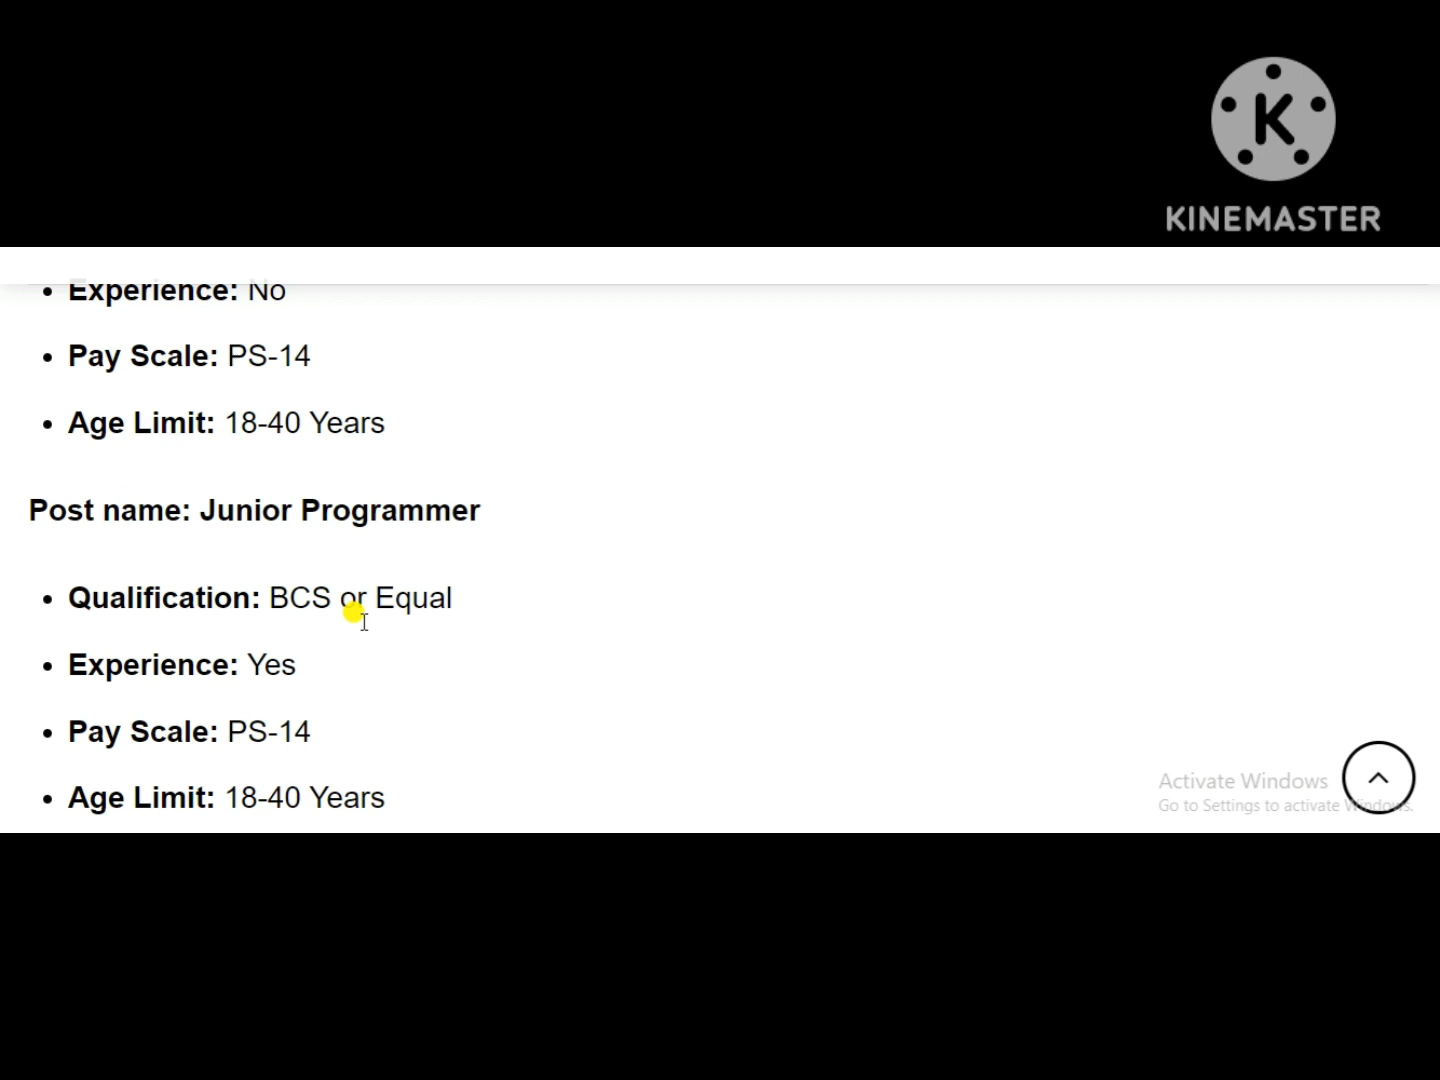 K
KINEMASTER
• Experience: No
• Pay Scale: PS-14
• Age Limit: 18-40 Years
Post name: Junior Programmer
• Qualification: BCS or Equal
• Experience: Yes
• Pay Scale: PS-14
• Age Limit: 18-40 Years
Activate Windows
Go to Settings to activate Windows.